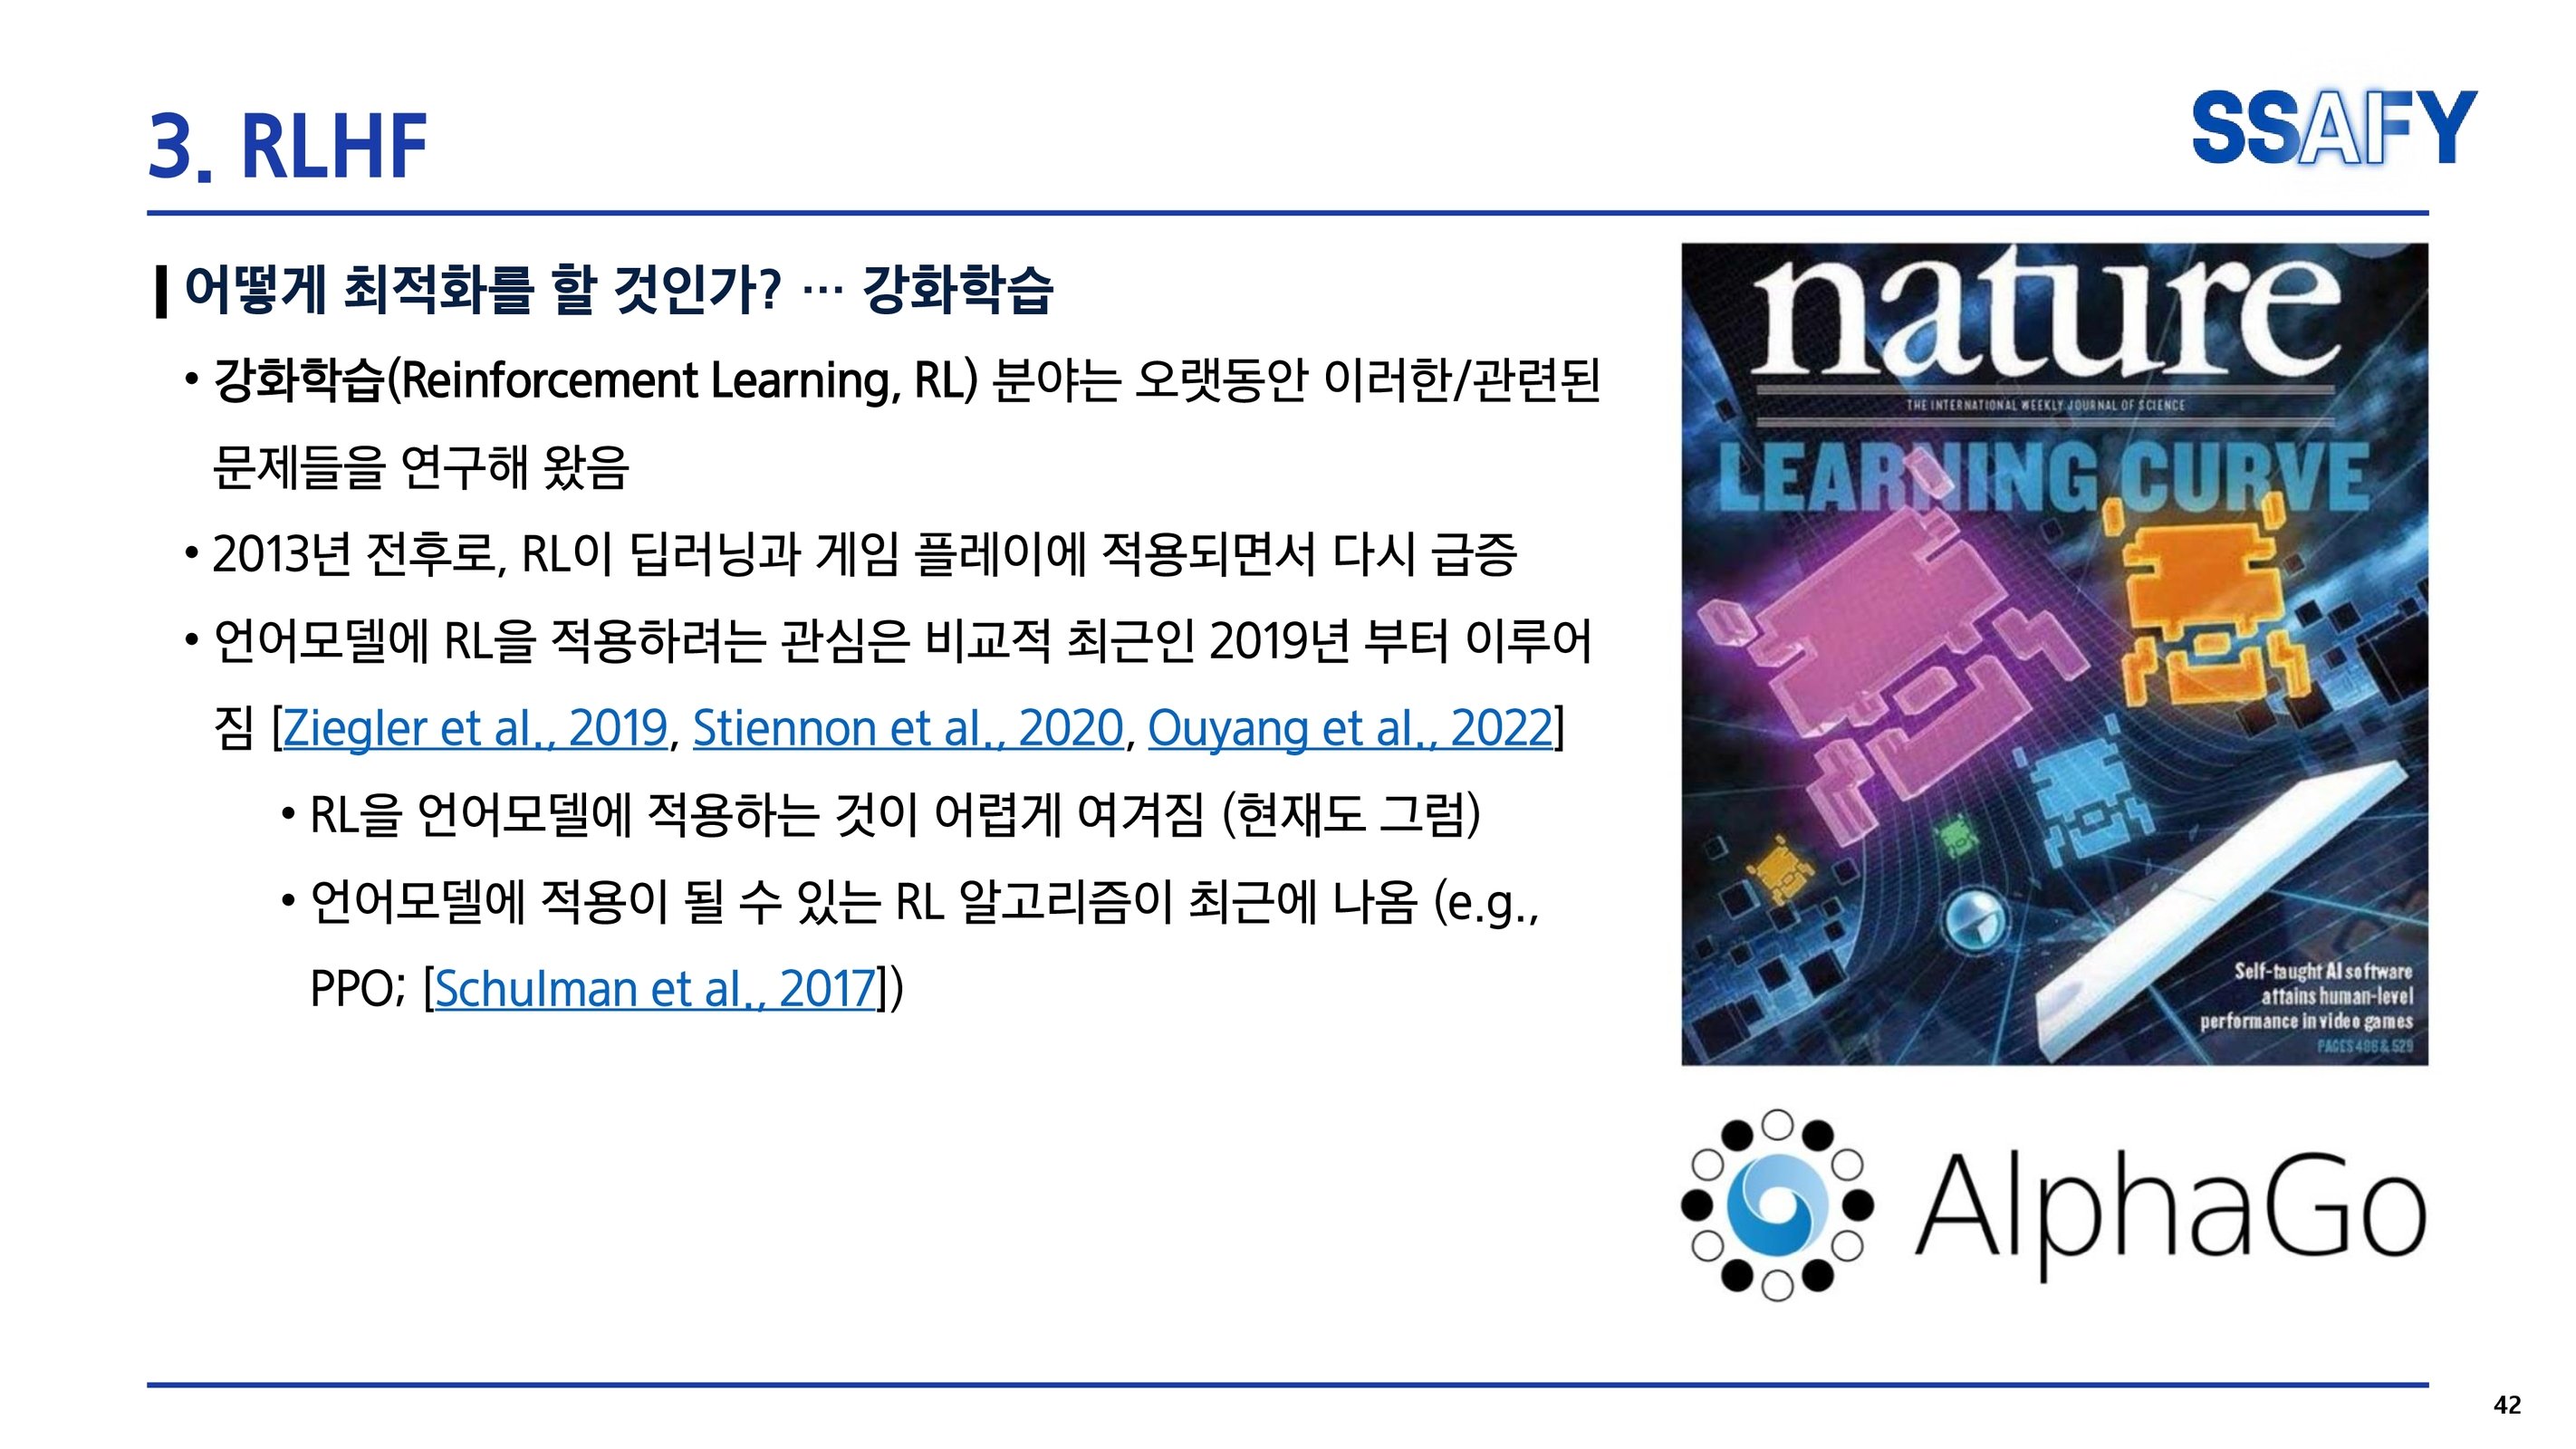 3. RLHF
SSAFY
어떻게 최적화를 할 것인가? … 강화학습
• 강화학습(Reinforcement Learning, RL) 분야는 오랫동안 이러한/관련된
문제들을 연구해 왔음
• 2013년 전후로, RL이 딥러닝과 게임 플레이에 적용되면서 다시 급증
• 언어모델에 RL을 적용하려는 관심은 비교적 최근인 2019년 부터 이루어
짐 [Ziegler et al., 2019, Stiennon et al., 2020, Ouyang et al., 2022]
• RL을 언어모델에 적용하는 것이 어렵게 여겨짐 (현재도 그럼)
• 언어모델에 적용이 될 수 있는 RL 알고리즘이 최근에 나옴 (e.g.,
PPO; [Schulman et al., 2017])
nature
THE INTERNATIONAL WEEKLY JOURNAL OF SCIENCE
LEARNING CURVE
Self-taught AI software
attains human-level
performance in video games
PAGES 486 & 529
AlphaGo
42